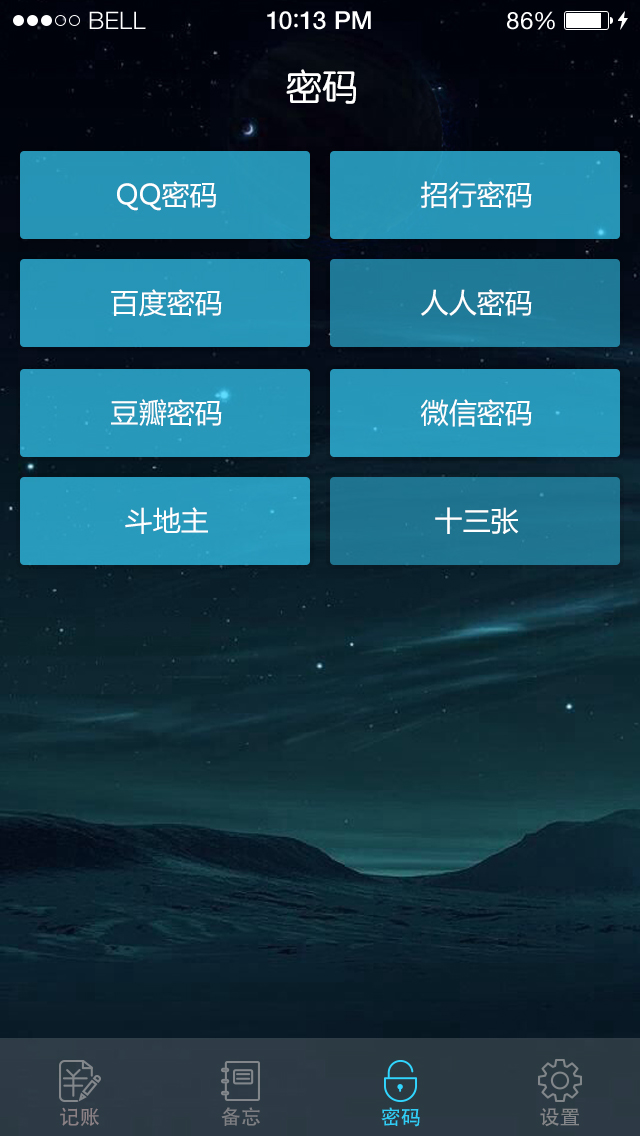 BELL 10:13 PM 86%
密码
QQ密码 招行密码
百度密码 人人密码
豆瓣密码 微信密码
斗地主 十三张
记账 备忘 密码 设置